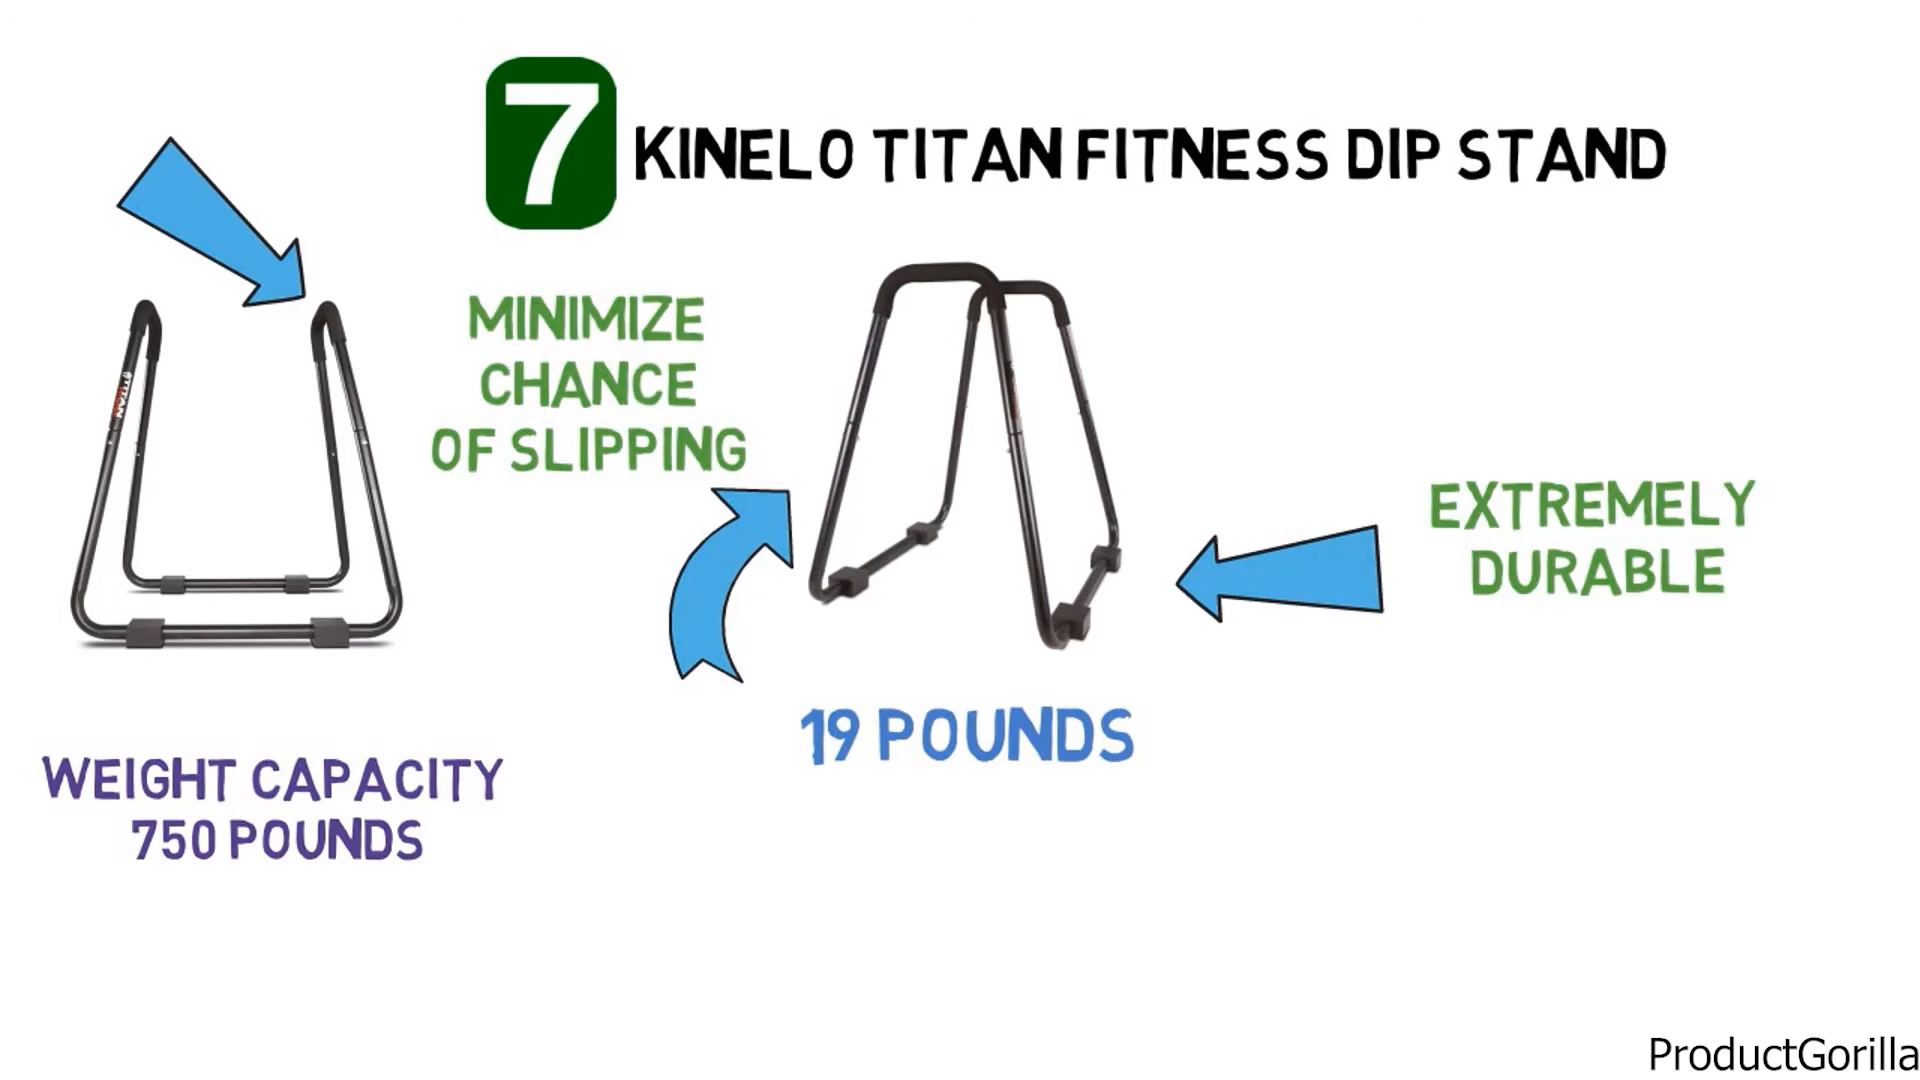 7 KINELO TITAN FITNESS DIP STAND
MINIMIZE
CHANCE
OF SLIPPING
TITAN
EXTREMELY
DURABLE
19 POUNDS
WEIGHT CAPACITY
750 POUNDS
ProductGorilla